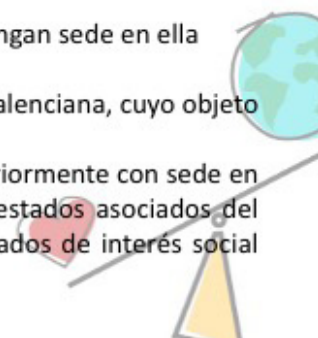 ngan sede en ella
alenciana, cuyo objeto
riormente con sede en
estados asociados del
ados de interés social